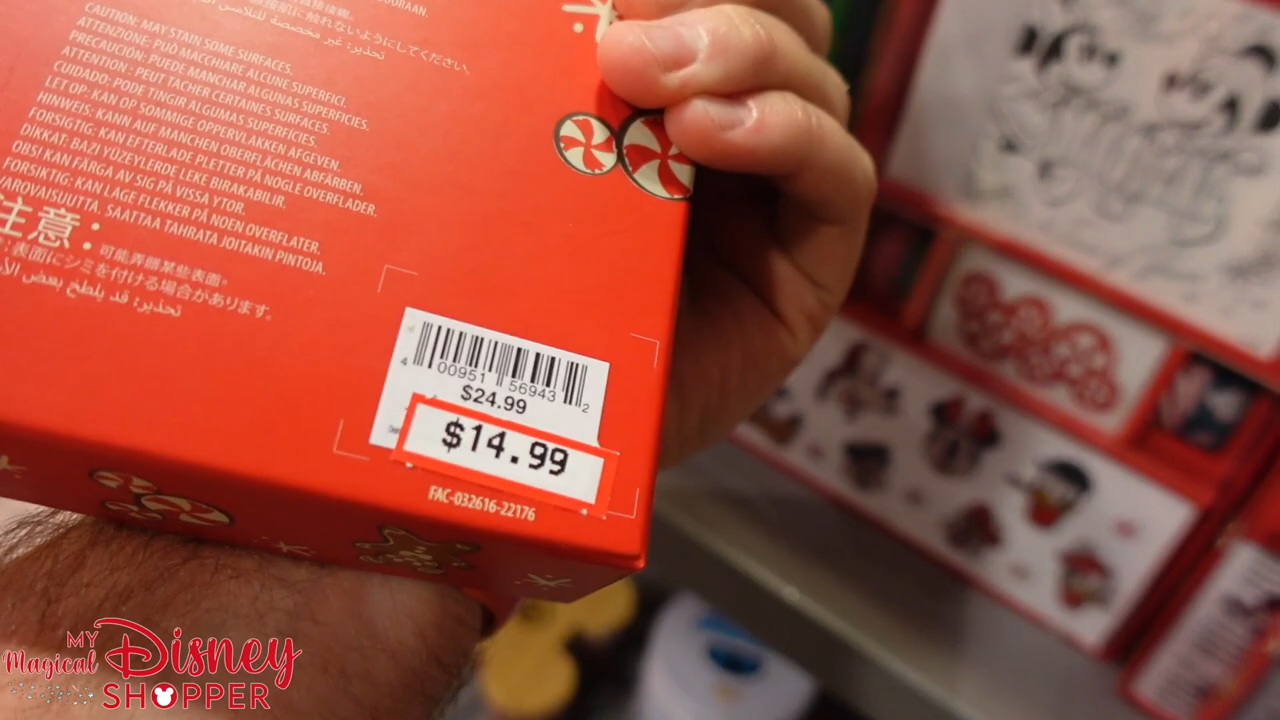 CAUTION: MAY STAIN SOME SURFACES.
ATTENZIONE: PUÒ MACCHIARE ALCUNE SUPERFICI.
PRECAUCIÓN: PUEDE MANCHAR ALGUNAS SUPERFICIES.
ATTENTION : PEUT TACHER CERTAINES SURFACES.
CUIDADO: PODE TINGIR ALGUMAS SUPERFÍCIES.
LET OP: KAN OP SOMMIGE OPPERVLAKKEN AFGEVEN.
HINWEIS: KANN AUF MANCHEN OBERFLÄCHEN ABFÄRBEN.
FORSIGTIG: KAN EFTERLADE PLETTER PÅ NOGLE OVERFLADER.
DİKKAT: BAZI YÜZEYLERDE LEKE BIRAKABILIR.
OBS! KAN FÄRGA AV SIG PÅ VISSA YTOR.
FORSIKTIG: KAN LAGE FLEKKER PÅ NOEN OVERFLATER.
VAROVAISUUTTA, SAATTAA TAHRATA JOITAKIN PINTOJA.
注意: 可能弄髒某些表面。
表面にシミを付ける場合があります。
تحذير: قد يلطخ بعض
4 00951 56943 2
$24.99
$14.99
FAC-032616-22176
MY
Magical Disney
SHOPPER